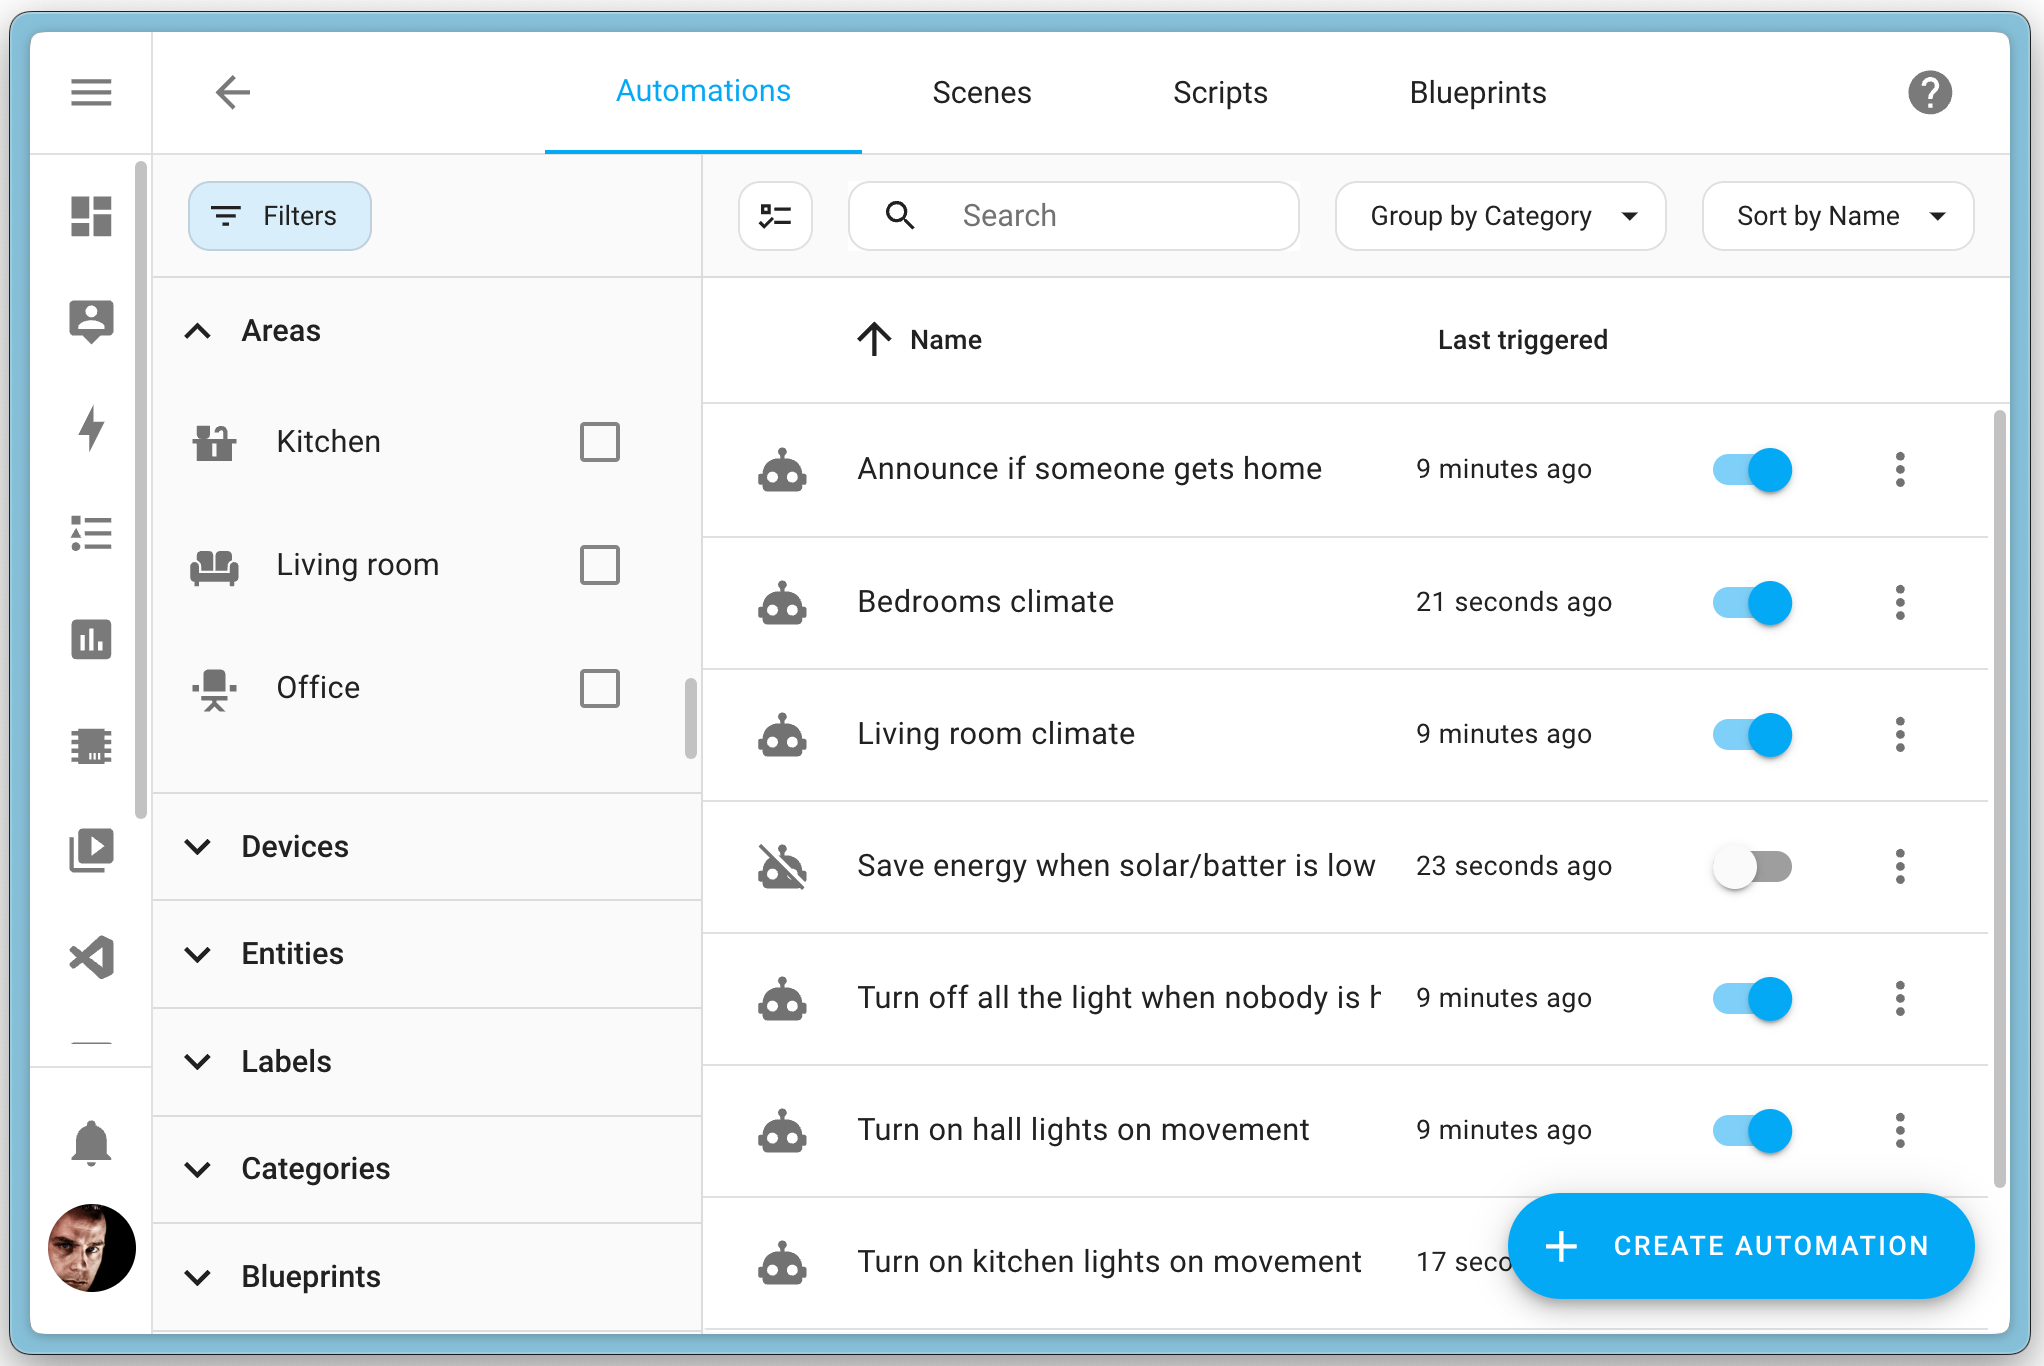 Automations
Scenes
Scripts
Blueprints
?
Filters
Search
Group by Category
Sort by Name
Areas
Kitchen
Living room
Office
Devices
Entities
Labels
Categories
Blueprints
Name
Last triggered
Announce if someone gets home
9 minutes ago
Bedrooms climate
21 seconds ago
Living room climate
9 minutes ago
Save energy when solar/batter is low
23 seconds ago
Turn off all the light when nobody is
9 minutes ago
Turn on hall lights on movement
9 minutes ago
Turn on kitchen lights on movement
17 seco
CREATE AUTOMATION